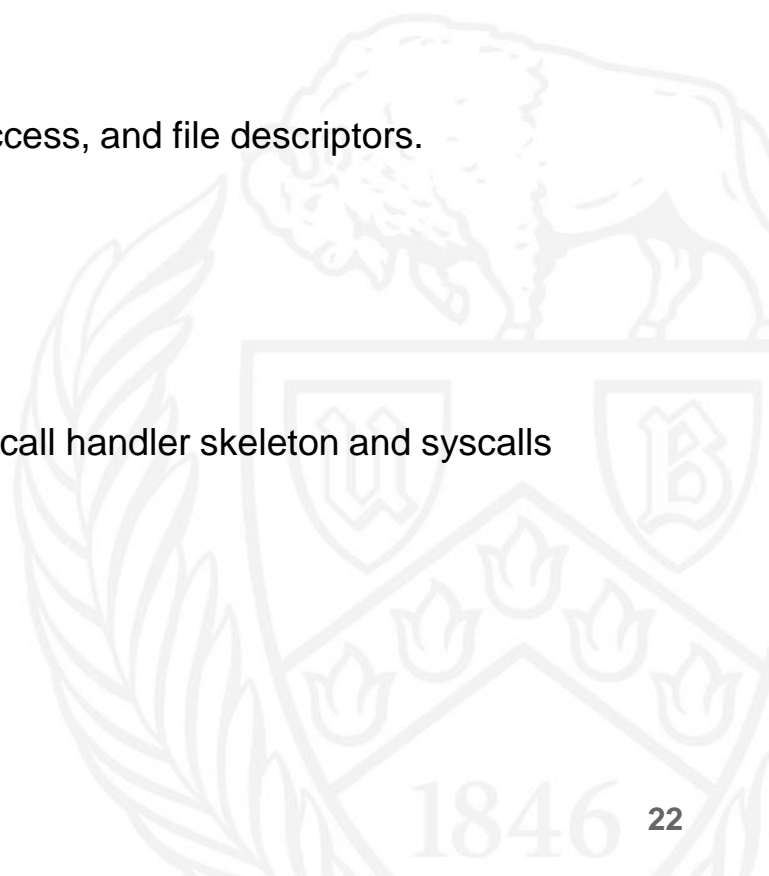 ccess, and file descriptors.
call handler skeleton and syscalls
U B
1846
22